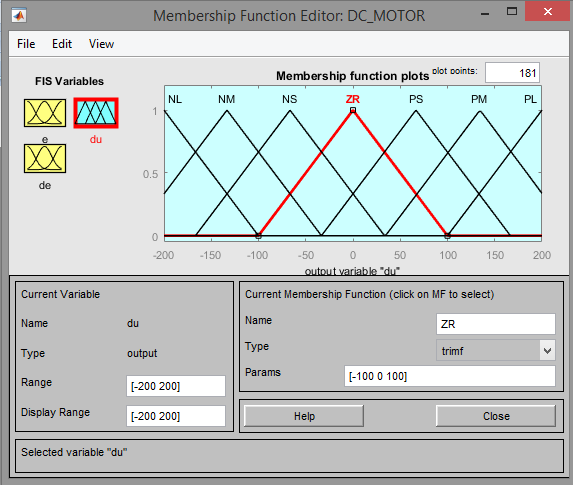 Membership Function Editor: DC_MOTOR
File Edit View
FIS Variables
e
du
de
Membership function plots
plot points:
181
NL NM NS ZR PS PM PL
1
0.5
0
-200 -150 -100 -50 0 50 100 150 200
output variable "du"
Current Variable
Name du
Type output
Range [-200 200]
Display Range [-200 200]
Current Membership Function (click on MF to select)
Name ZR
Type trimf
Params [-100 0 100]
Help Close
Selected variable "du"